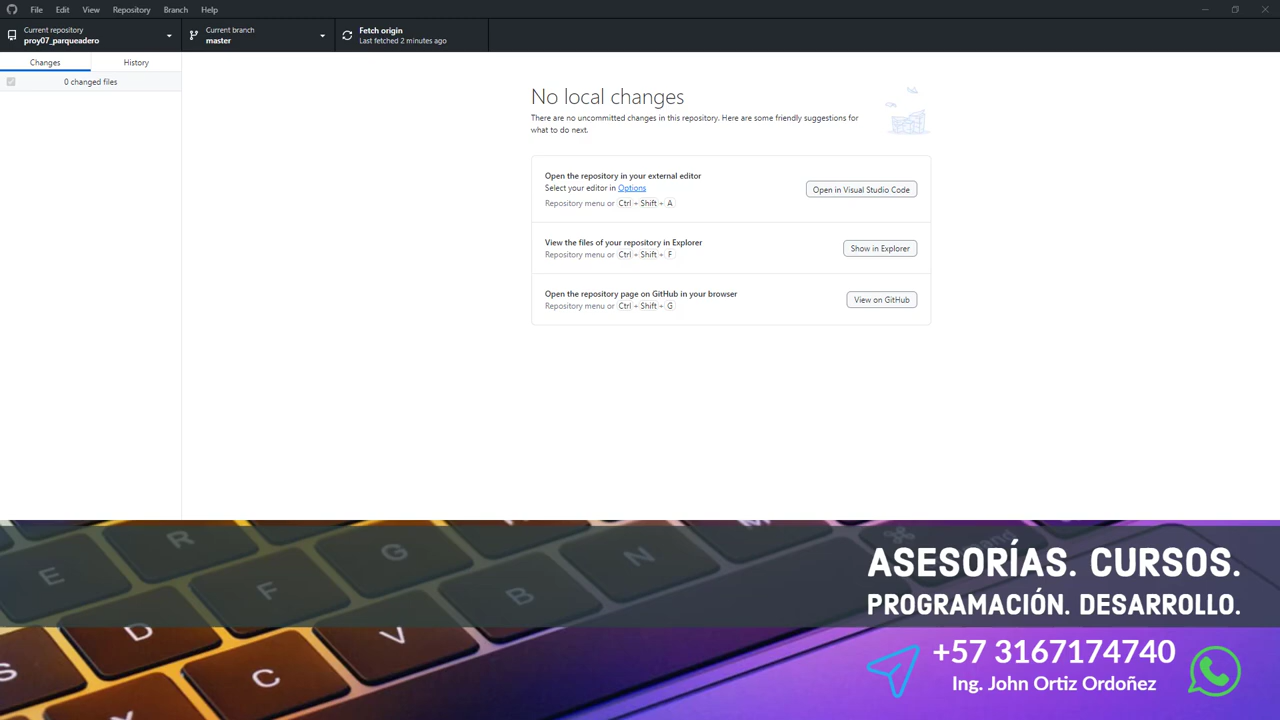 File Edit View Repository Branch Help
Current repository
proy07_parqueadero
Current branch
master
Fetch origin
Last fetched 2 minutes ago
Changes
History
0 changed files
No local changes
There are no uncommitted changes in this repository. Here are some friendly suggestions for
what to do next.
Open the repository in your external editor
Select your editor in Options
Repository menu or Ctrl + Shift + A
Open in Visual Studio Code
View the files of your repository in Explorer
Repository menu or Ctrl + Shift + F
Show in Explorer
Open the repository page on GitHub in your browser
Repository menu or Ctrl + Shift + G
View on GitHub
E R G N
F B
D V
S C
ASESORÍAS. CURSOS.
PROGRAMACIÓN. DESARROLLO.
+57 3167174740
Ing. John Ortiz Ordoñez